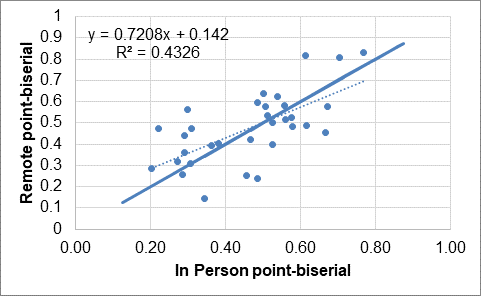 y = 0.7208x + 0.142
R² = 0.4326
1
0.9
0.8
0.7
0.6
0.5
0.4
0.3
0.2
0.1
0
Remote point-biserial
0.00 0.20 0.40 0.60 0.80 1.00
In Person point-biserial